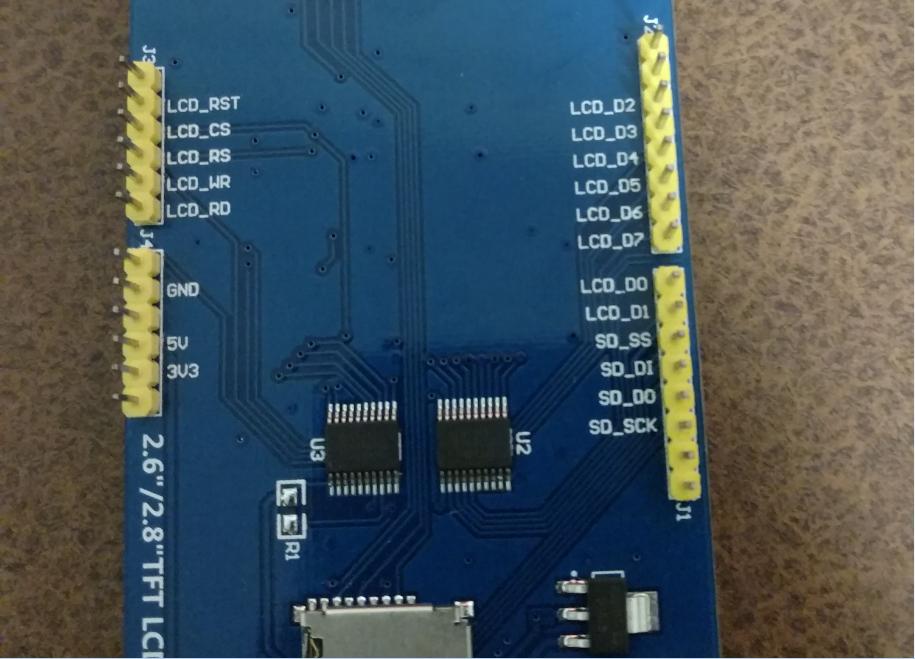 J3
LCD_RST
LCD_CS
LCD_RS
LCD_WR
LCD_RD
J4
GND
5V
3V3
J2
LCD_D2
LCD_D3
LCD_D4
LCD_D5
LCD_D6
LCD_D7
LCD_D0
LCD_D1
SD_SS
SD_DI
SD_DO
SD_SCK
J1
U3
U2
R1
2.6"/2.8"TFT LC